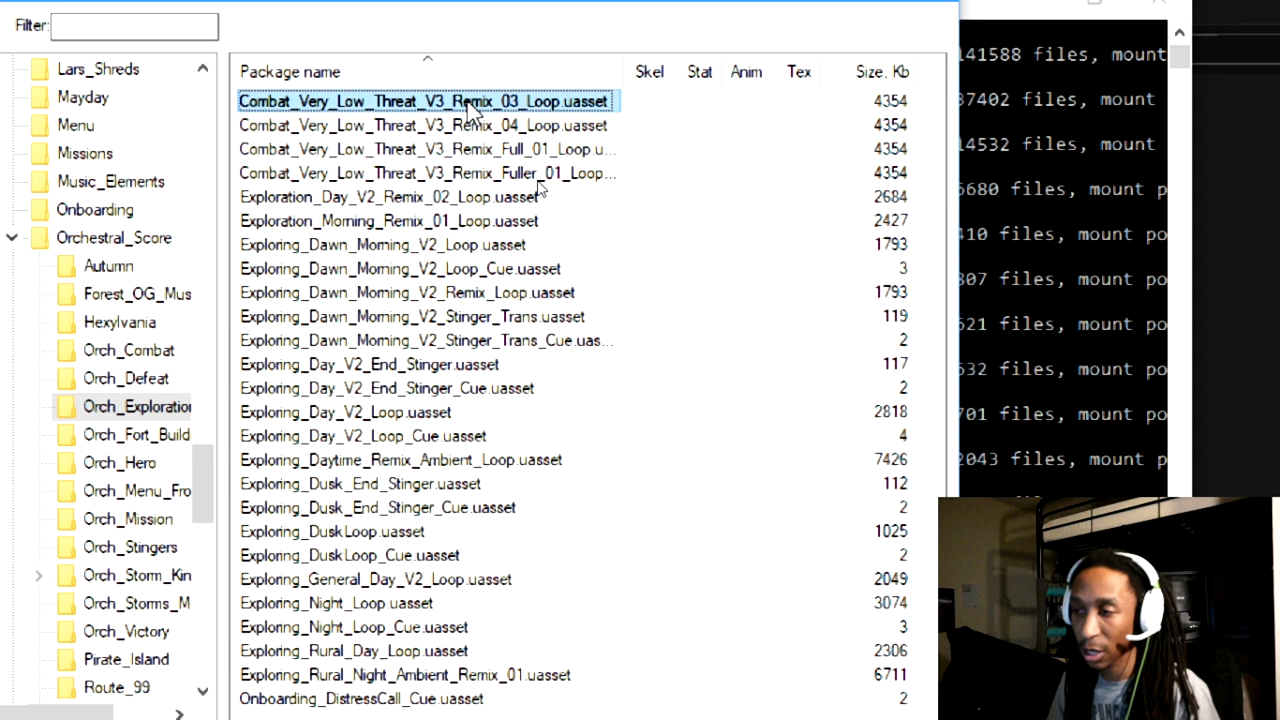 Filter:
Lars_Shreds
Mayday
Menu
Missions
Music_Elements
Onboarding
Orchestral_Score
Autumn
Forest_OG_Mus
Hexylvania
Orch_Combat
Orch_Defeat
Orch_Exploration
Orch_Fort_Build
Orch_Hero
Orch_Menu_Fro
Orch_Mission
Orch_Stingers
Orch_Storm_Kin
Orch_Storms_M
Orch_Victory
Pirate_Island
Route_99
Package name Skel Stat Anim Tex Size, Kb
Combat_Very_Low_Threat_V3_Remix_03_Loop.uasset 4354
Combat_Very_Low_Threat_V3_Remix_04_Loop.uasset 4354
Combat_Very_Low_Threat_V3_Remix_Full_01_Loop.u... 4354
Combat_Very_Low_Threat_V3_Remix_Fuller_01_Loop... 4354
Exploration_Day_V2_Remix_02_Loop.uasset 2684
Exploration_Morning_Remix_01_Loop.uasset 2427
Exploring_Dawn_Morning_V2_Loop.uasset 1793
Exploring_Dawn_Morning_V2_Loop_Cue.uasset 3
Exploring_Dawn_Morning_V2_Remix_Loop.uasset 1793
Exploring_Dawn_Morning_V2_Stinger_Trans.uasset 119
Exploring_Dawn_Morning_V2_Stinger_Trans_Cue.uas... 2
Exploring_Day_V2_End_Stinger.uasset 117
Exploring_Day_V2_End_Stinger_Cue.uasset 2
Exploring_Day_V2_Loop.uasset 2818
Exploring_Day_V2_Loop_Cue.uasset 4
Exploring_Daytime_Remix_Ambient_Loop.uasset 7426
Exploring_Dusk_End_Stinger.uasset 112
Exploring_Dusk_End_Stinger_Cue.uasset 2
Exploring_DuskLoop.uasset 1025
Exploring_DuskLoop_Cue.uasset 2
Exploring_General_Day_V2_Loop.uasset 2049
Exploring_Night_Loop.uasset 3074
Exploring_Night_Loop_Cue.uasset 3
Exploring_Rural_Day_Loop.uasset 2306
Exploring_Rural_Night_Ambient_Remix_01.uasset 6711
Onboarding_DistressCall_Cue.uasset 2
141588 files, mount
37402 files, mount
14532 files, mount
6680 files, mount po
410 files, mount po
307 files, mount po
521 files, mount po
532 files, mount po
701 files, mount po
2043 files, mount p